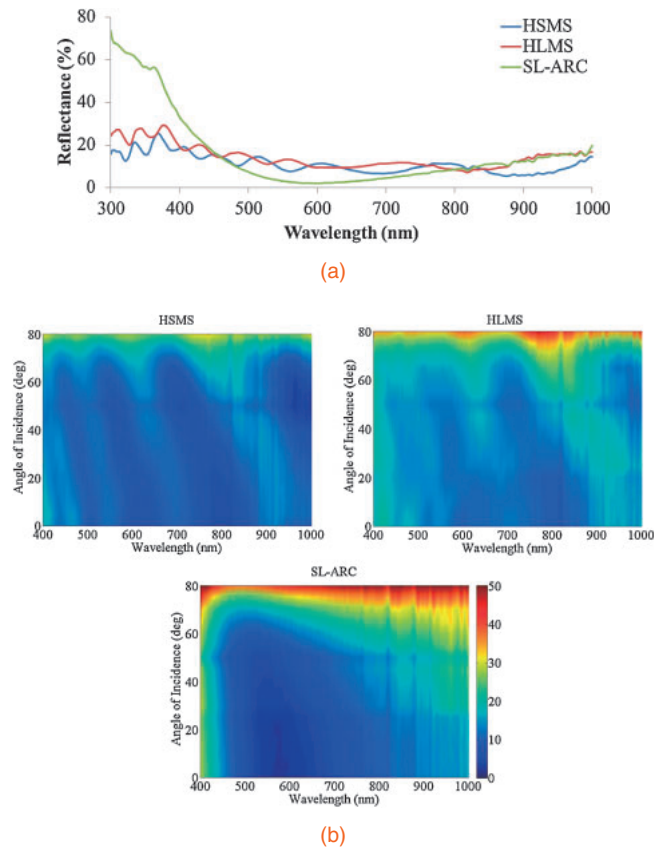 80
60
40
20
0
Reflectance (%)
HSMS
HLMS
SL-ARC
300 400 500 600 700 800 900 1000
Wavelength (nm)
(a)
HSMS
80
60
40
20
0
Angle of Incidence (deg)
400 500 600 700 800 900 1000
Wavelength (nm)
HLMS
80
60
40
20
0
Angle of Incidence (deg)
400 500 600 700 800 900 1000
Wavelength (nm)
SL-ARC
80
60
40
20
0
Angle of Incidence (deg)
400 500 600 700 800 900 1000
Wavelength (nm)
50
40
30
20
10
0
(b)